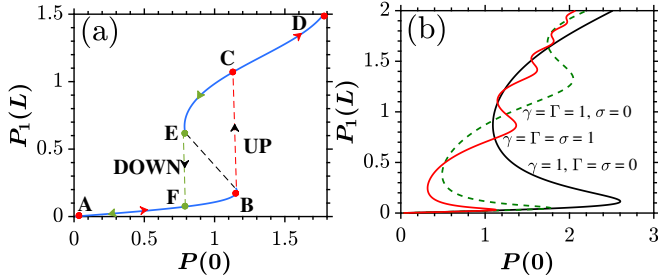 (a)
D
C
E
UP
DOWN
A
F
B
P₁(L)
1.5
1
0.5
0
0
0.5
1
1.5
P(0)
(b)
γ = Γ = 1, σ = 0
γ = Γ = σ = 1
γ = 1, Γ = σ = 0
P₁(L)
2
1.5
1
0.5
0
0
1
2
3
P(0)